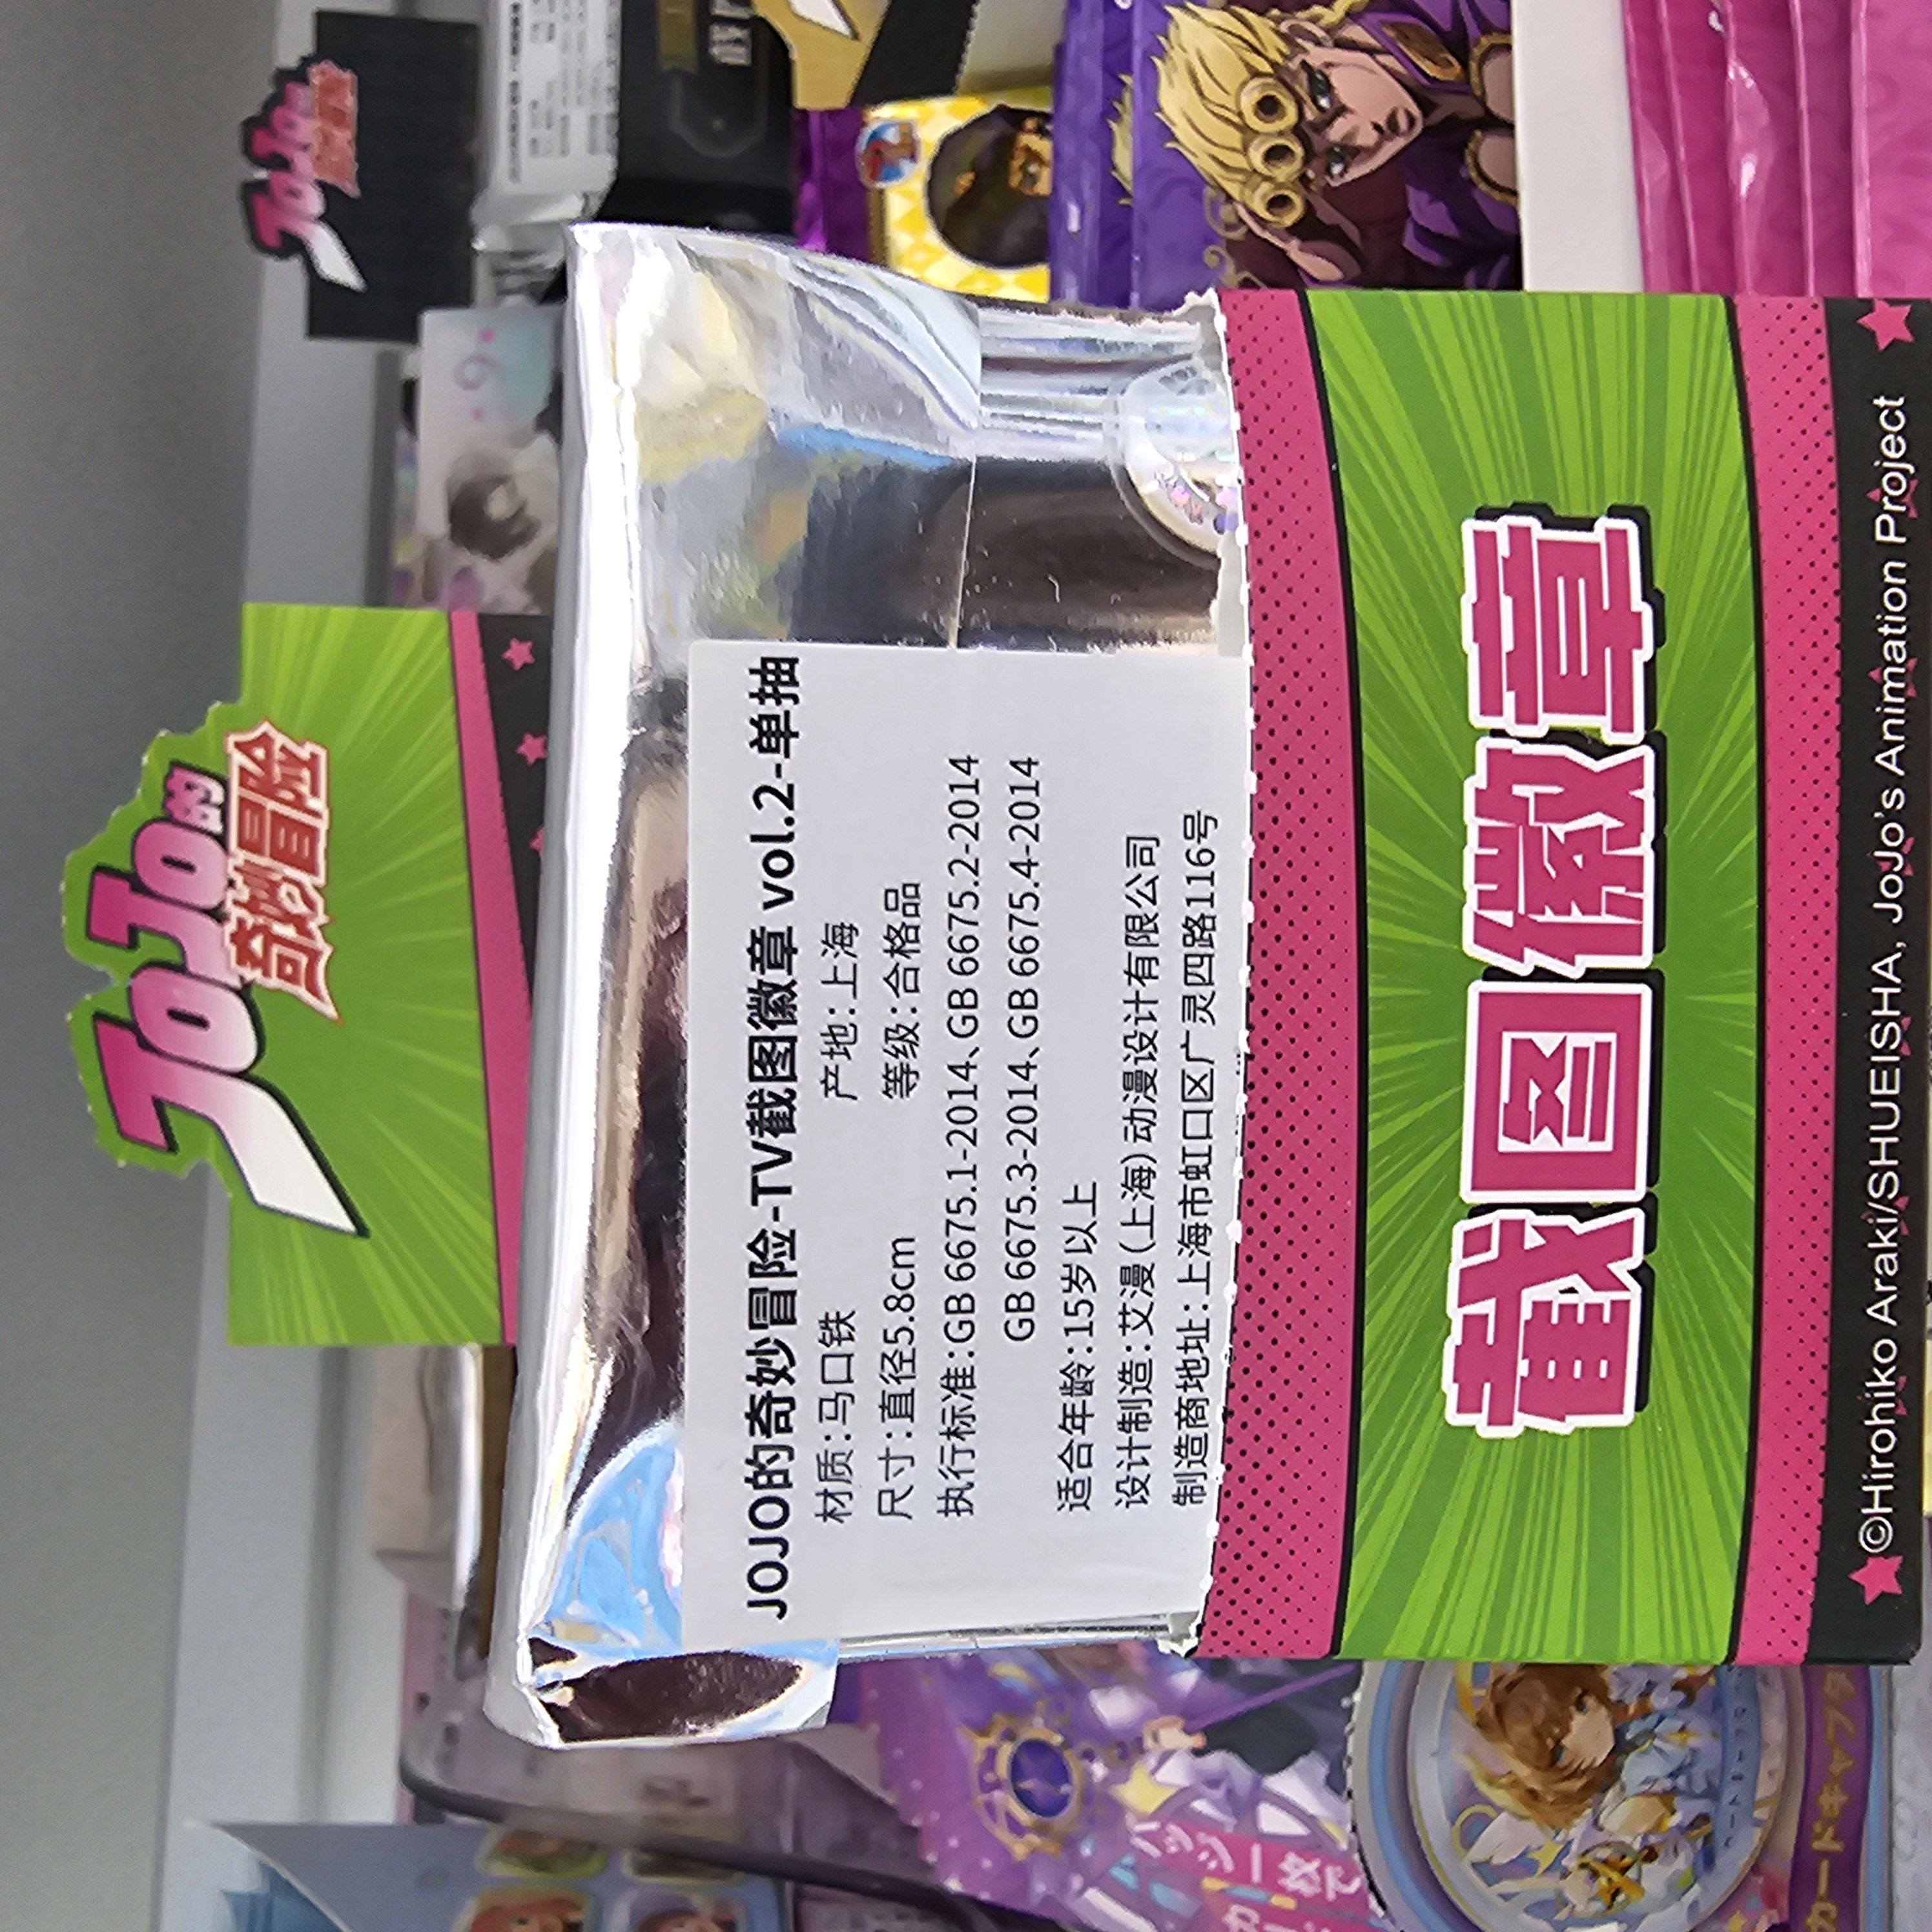 JoJo的
奇妙冒险
JOJO的奇妙冒险-TV截图徽章 vol.2-单抽
材质:马口铁 产地:上海
尺寸:直径5.8cm 等级:合格品
执行标准:GB 6675.1-2014、GB 6675.2-2014
GB 6675.3-2014、GB 6675.4-2014
适合年龄:15岁以上
设计制造:艾漫(上海)动漫设计有限公司
制造商地址:上海市虹口区广灵四路1116号
截图徽章
©Hirohiko Araki/SHUEISHA, JoJo's Animation Project